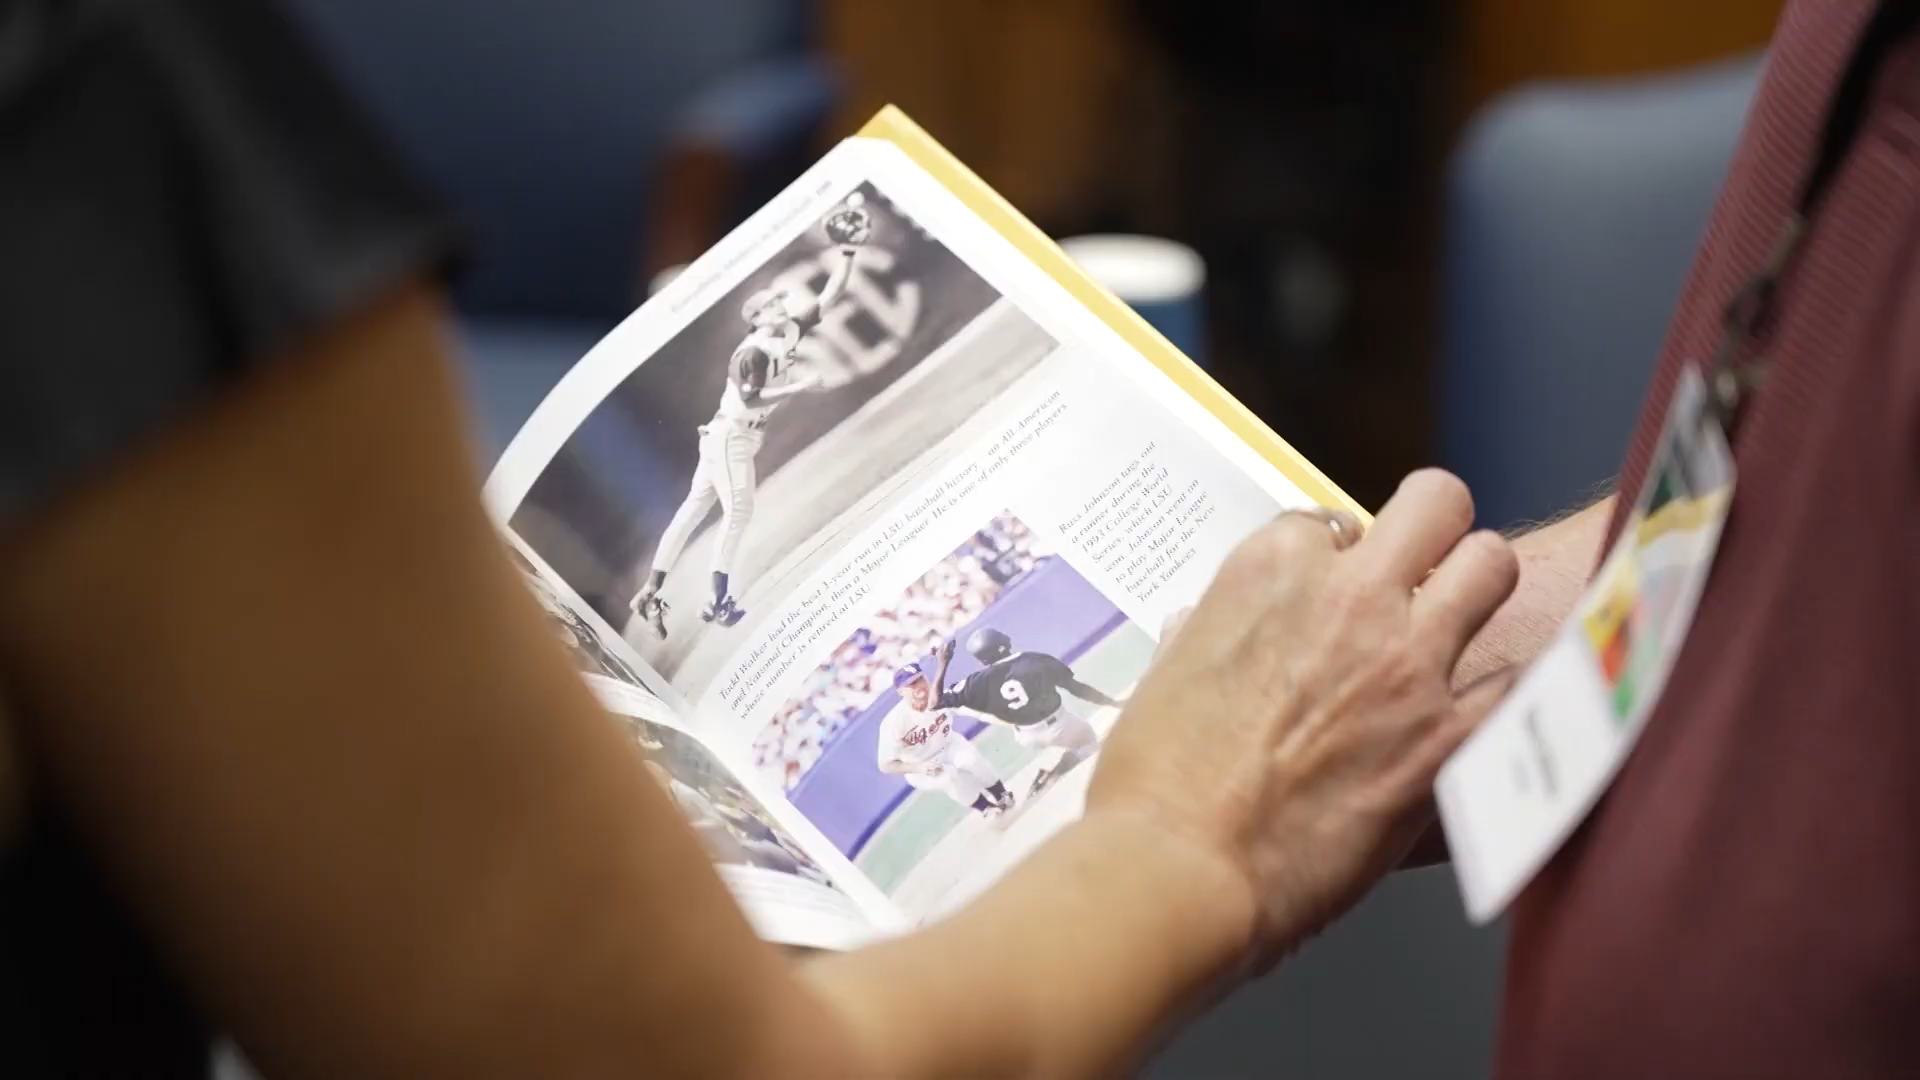 Todd Walker had the best 3-year run in LSU baseball history - an All-American
and National Champion, then a Major Leaguer. He is one of only three players
whose number is retired at LSU.
Russ Johnson tags out
a runner during the
1993 College World
Series, which LSU
won. Johnson went on
to play Major League
baseball for the New
York Yankees
LS
Tigers
9
9